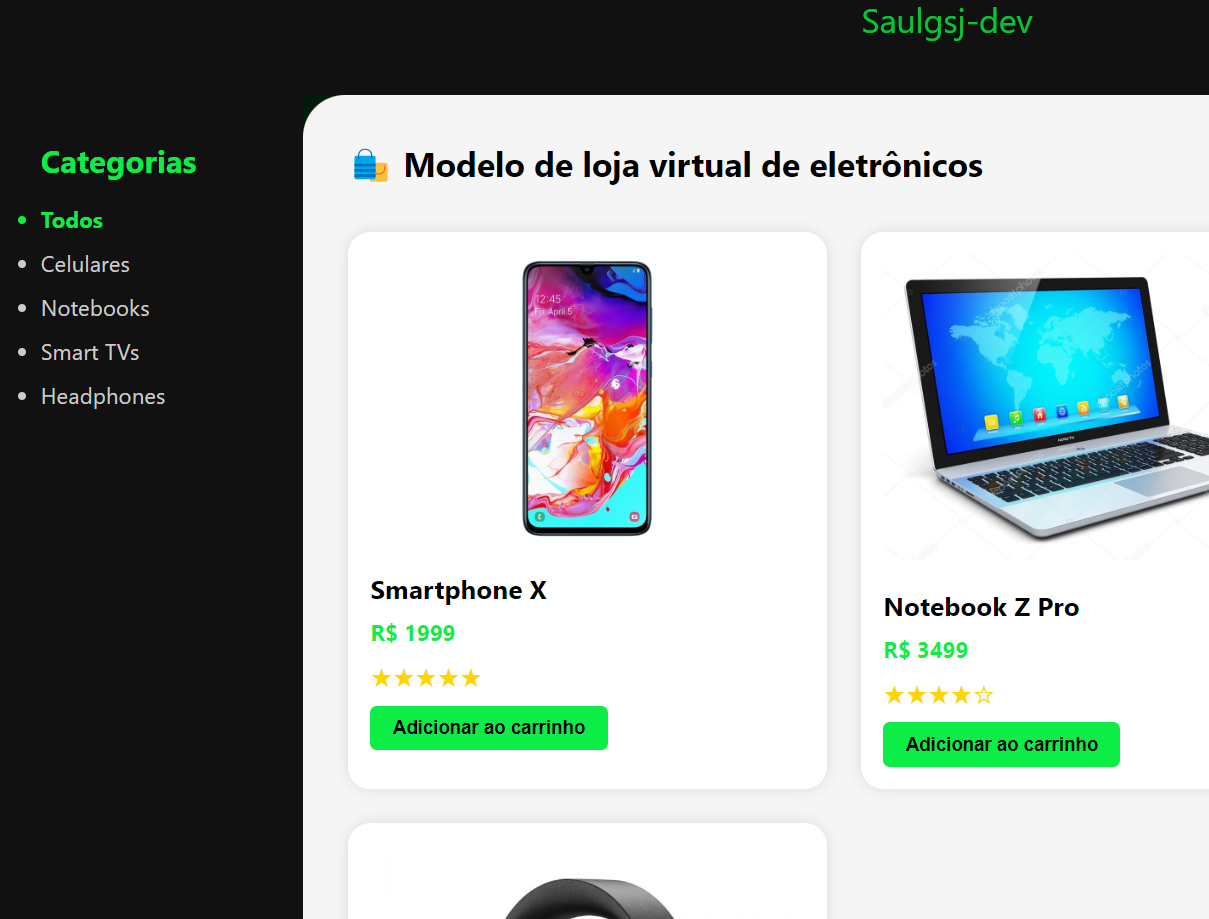 Saulgsj-dev
Categorias
Todos
Celulares
Notebooks
Smart TVs
Headphones
Modelo de loja virtual de eletrônicos
12:45
Fri, April 5
Smartphone X
R$ 1999
★★★★★
Adicionar ao carrinho
Notebook Z Pro
R$ 3499
★★★★☆
Adicionar ao carrinho